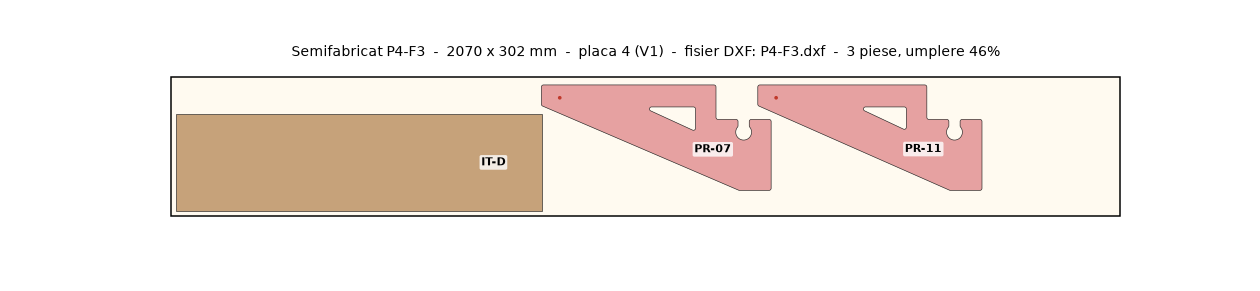 Semifabricat P4-F3 - 2070 x 302 mm - placa 4 (V1) - fisier DXF: P4-F3.dxf - 3 piese, umplere 46%
PR-07
PR-11
IT-D